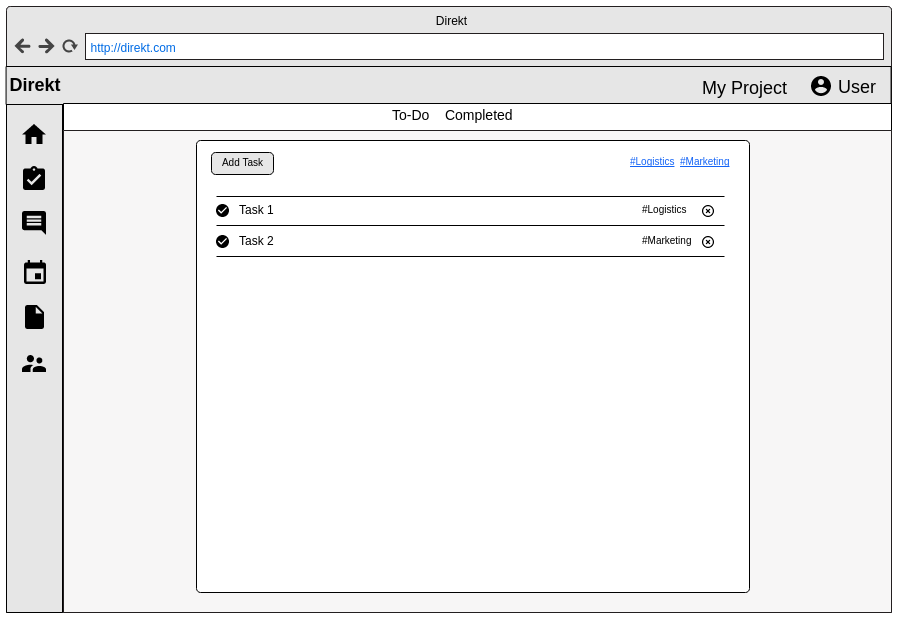 Direkt
http://direkt.com
Direkt
My Project
User
To-Do Completed
Add Task
#Logistics #Marketing
Task 1 #Logistics
Task 2 #Marketing